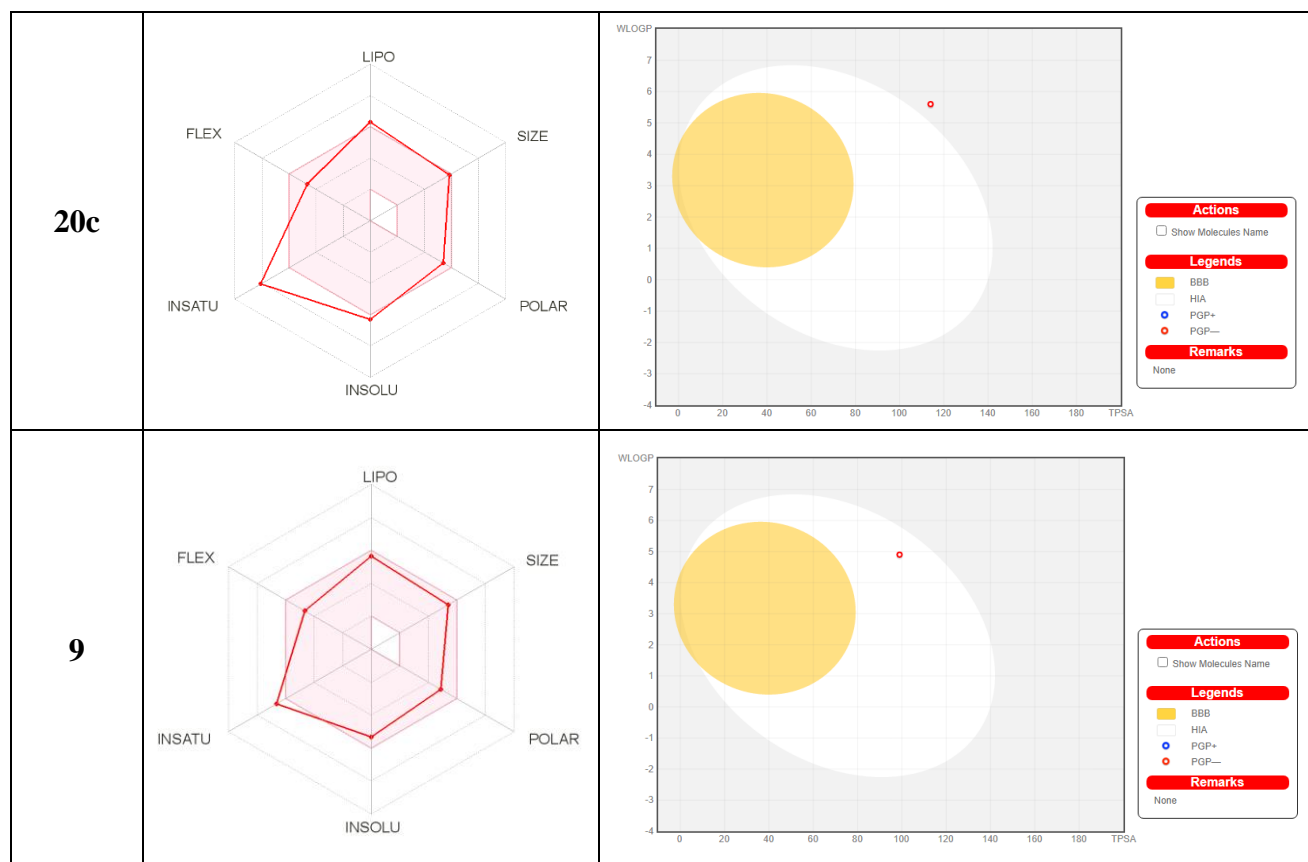 20c
LIPO
FLEX
SIZE
INSATU
POLAR
INSOLU
WLOGP
7
6
5
4
3
2
1
0
-1
-2
-3
-4
0 20 40 60 80 100 120 140 160 180 TPSA
Actions
Show Molecules Name
Legends
BBB
HIA
PGP+
PGP—
Remarks
None
9
LIPO
FLEX
SIZE
INSATU
POLAR
INSOLU
WLOGP
7
6
5
4
3
2
1
0
-1
-2
-3
-4
0 20 40 60 80 100 120 140 160 180 TPSA
Actions
Show Molecules Name
Legends
BBB
HIA
PGP+
PGP—
Remarks
None